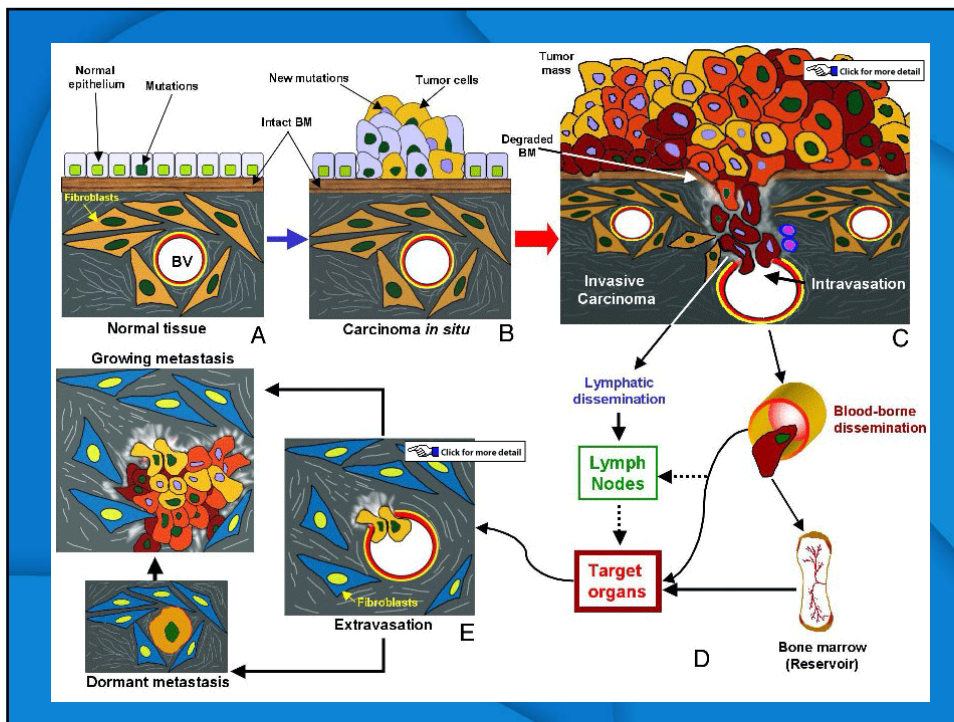 Normal
epithelium
Mutations
Fibroblasts
BV
Normal tissue
A
New mutations
Tumor cells
Intact BM
Carcinoma in situ
B
Tumor
mass
Click for more detail
Degraded
BM
Invasive
Carcinoma
Intravasation
C
Lymphatic
dissemination
Blood-borne
dissemination
Lymph
Nodes
Target
organs
Bone marrow
(Reservoir)
D
Click for more detail
Fibroblasts
Extravasation
E
Growing metastasis
Dormant metastasis